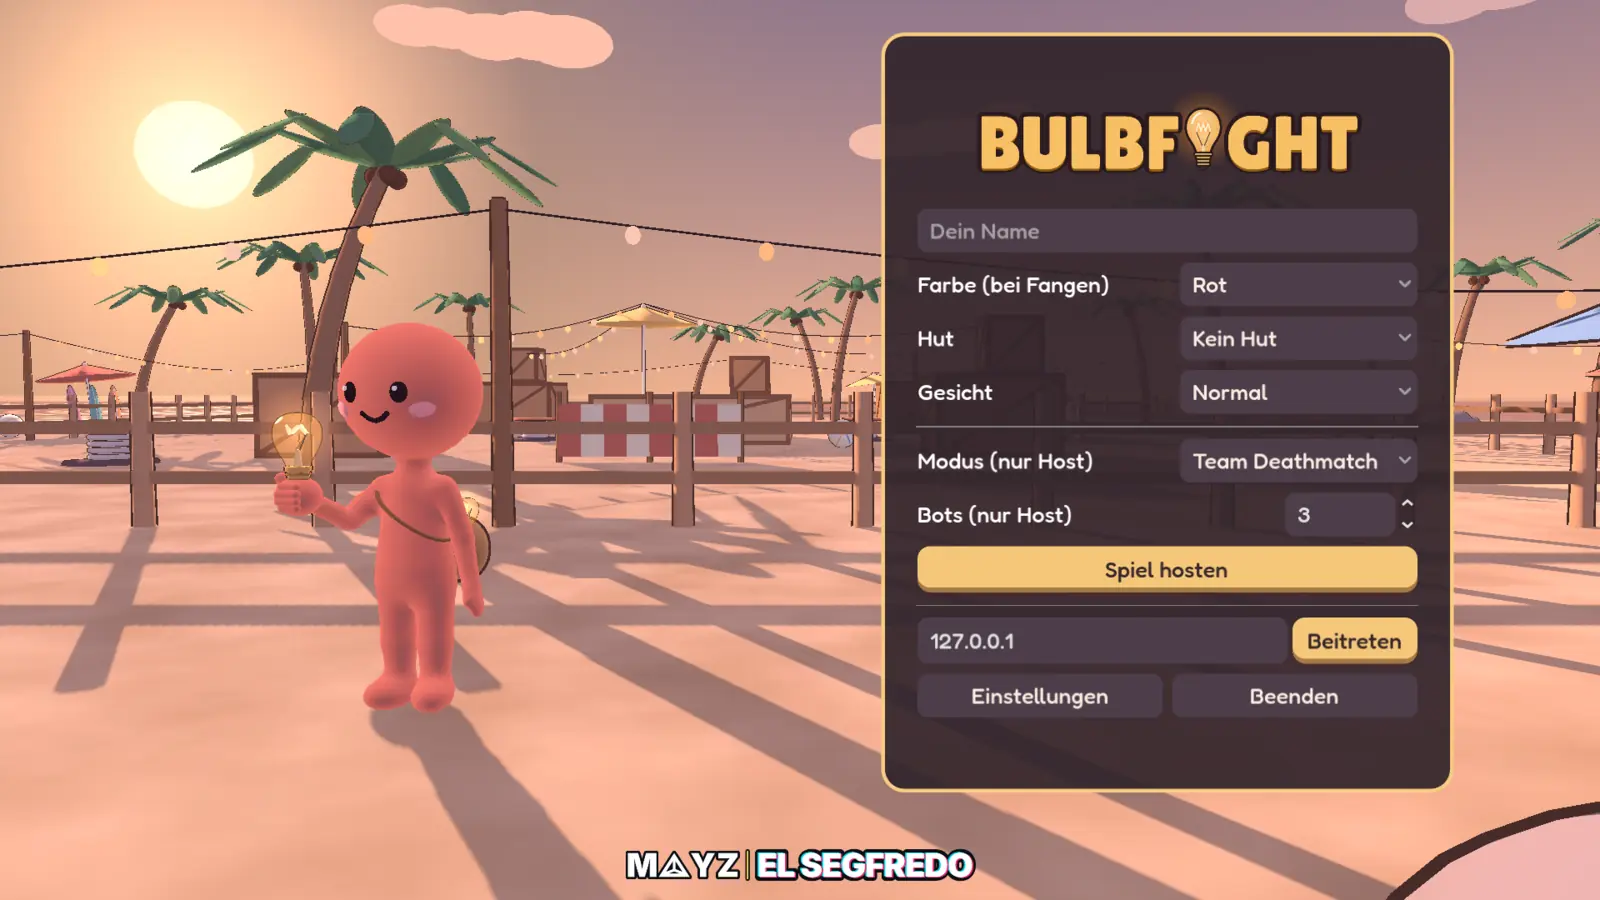 BULBFIGHT
Dein Name
Farbe (bei Fangen) Rot
Hut Kein Hut
Gesicht Normal
Modus (nur Host) Team Deathmatch
Bots (nur Host) 3
Spiel hosten
127.0.0.1 Beitreten
Einstellungen Beenden
MAYZ | EL SEGFREDO